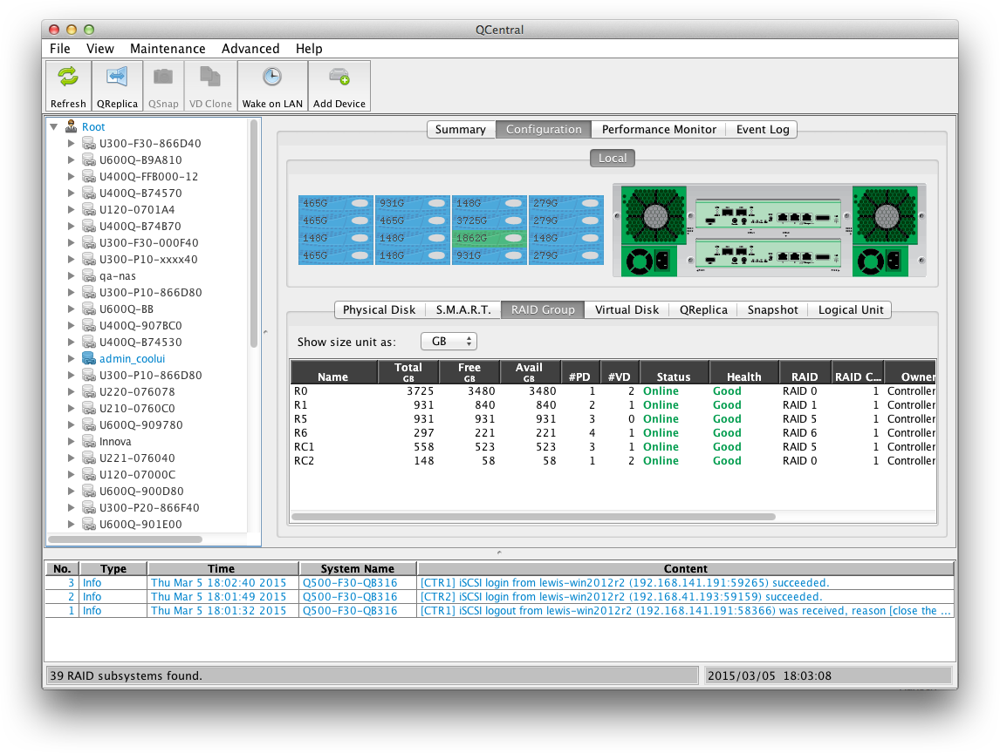 QCentral
File View Maintenance Advanced Help
Refresh QReplica QSnap VD Clone Wake on LAN Add Device
Root
U300-F30-866D40
U600Q-B9A810
U400Q-FFB000-12
U400Q-B74570
U120-0701A4
U400Q-B74B70
U300-F30-000F40
U300-P10-xxxx40
qa-nas
U300-P10-866D80
U600Q-BB
U400Q-907BC0
U400Q-B74530
admin_coolui
U300-P10-866D80
U220-076078
U210-0760C0
U600Q-909780
Innova
U221-076040
U120-07000C
U600Q-900D80
U300-P20-866F40
U600Q-901E00
Summary Configuration Performance Monitor Event Log
Local
465G 931G 148G 279G
465G 465G 3725G 279G
148G 148G 1862G 148G
465G 148G 931G 279G
Physical Disk S.M.A.R.T. RAID Group Virtual Disk QReplica Snapshot Logical Unit
Show size unit as: GB
Name Total GB Free GB Avail GB #PD #VD Status Health RAID RAID C... Owner
R0 3725 3480 3480 1 2 Online Good RAID 0 1 Controller
R1 931 840 840 2 1 Online Good RAID 1 1 Controller
R5 931 931 931 3 0 Online Good RAID 5 1 Controller
R6 297 221 221 4 1 Online Good RAID 6 1 Controller
RC1 558 523 523 3 1 Online Good RAID 5 1 Controller
RC2 148 58 58 1 2 Online Good RAID 0 1 Controller
No. Type Time System Name Content
3 Info Thu Mar 5 18:02:40 2015 Q500-F30-QB316 [CTR1] iSCSI login from lewis-win2012r2 (192.168.141.191:59265) succeeded.
2 Info Thu Mar 5 18:01:49 2015 Q500-F30-QB316 [CTR2] iSCSI login from lewis-win2012r2 (192.168.41.193:59159) succeeded.
1 Info Thu Mar 5 18:01:32 2015 Q500-F30-QB316 [CTR1] iSCSI logout from lewis-win2012r2 (192.168.141.191:58366) was received, reason [close the ...
39 RAID subsystems found. 2015/03/05 18:03:08